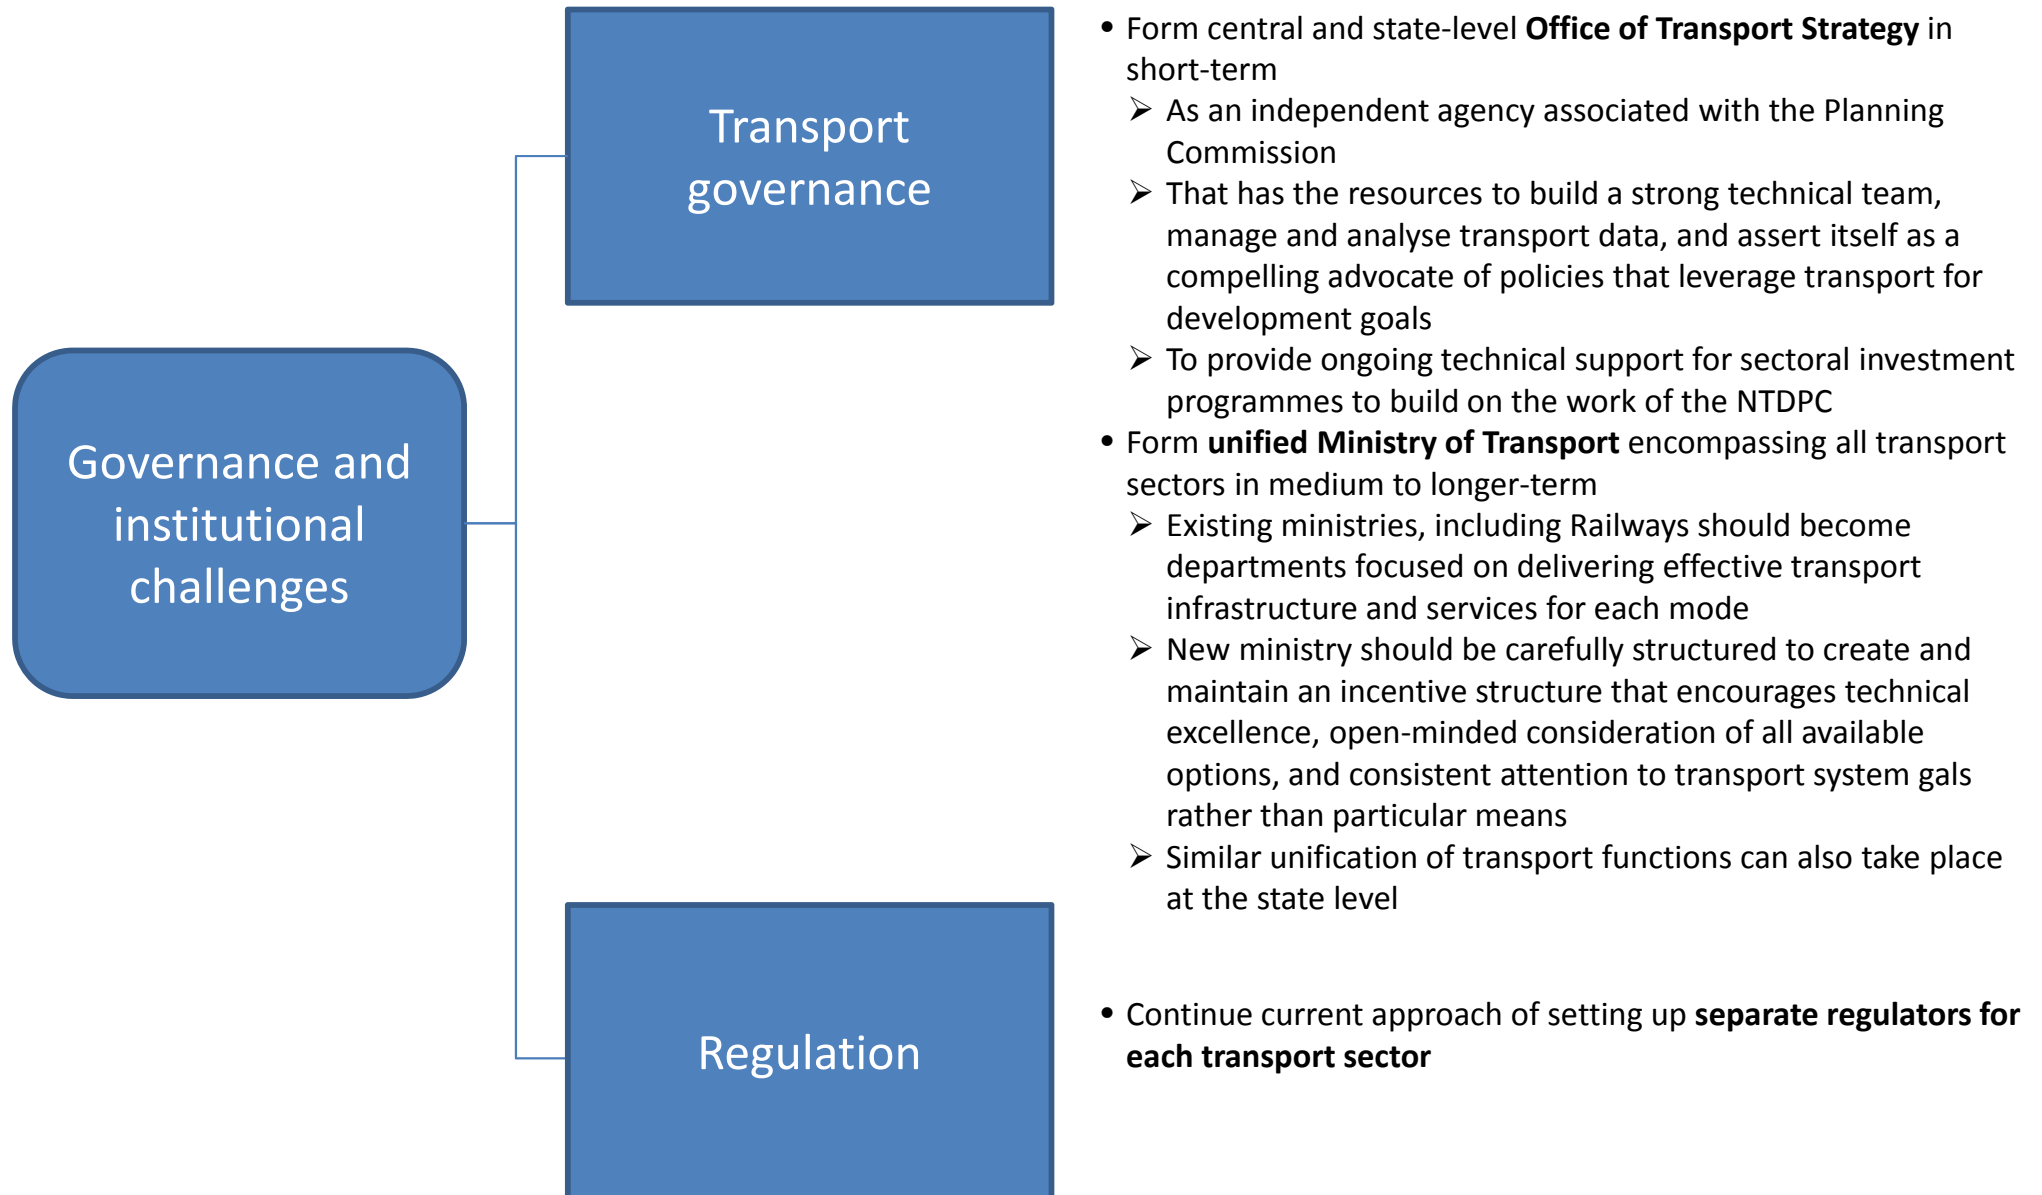 Governance and
institutional
challenges
Transport
governance
• Form central and state-level Office of Transport Strategy in
short-term
➢ As an independent agency associated with the Planning
Commission
➢ That has the resources to build a strong technical team,
manage and analyse transport data, and assert itself as a
compelling advocate of policies that leverage transport for
development goals
➢ To provide ongoing technical support for sectoral investment
programmes to build on the work of the NTDPC
• Form unified Ministry of Transport encompassing all transport
sectors in medium to longer-term
➢ Existing ministries, including Railways should become
departments focused on delivering effective transport
infrastructure and services for each mode
➢ New ministry should be carefully structured to create and
maintain an incentive structure that encourages technical
excellence, open-minded consideration of all available
options, and consistent attention to transport system gals
rather than particular means
➢ Similar unification of transport functions can also take place
at the state level
Regulation
• Continue current approach of setting up separate regulators for
each transport sector